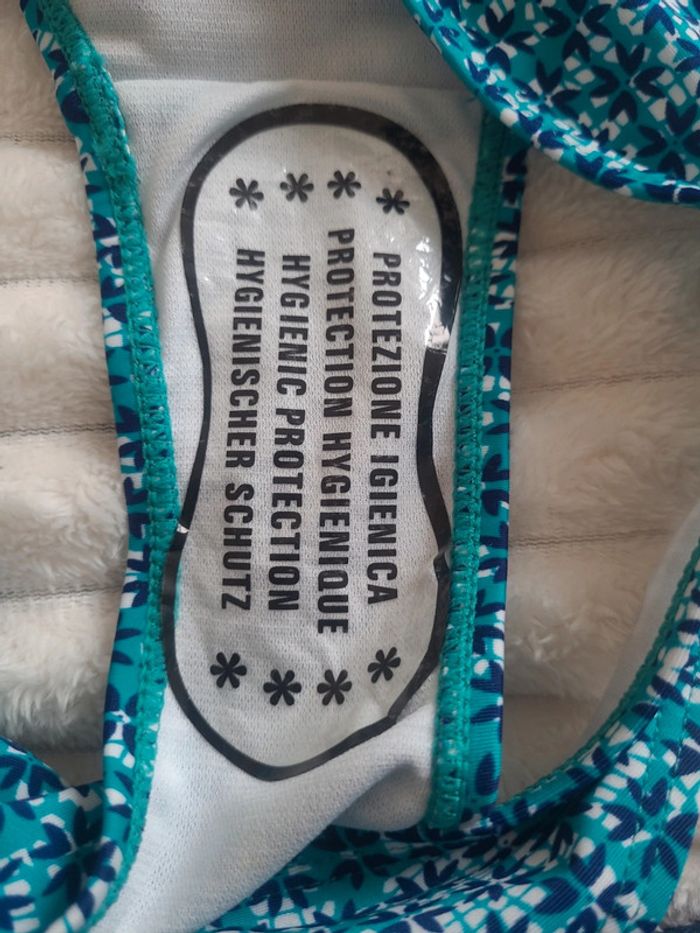 * PROTEZIONE IGIENICA *
* PROTECTION HYGIENIQUE *
* HYGIENIC PROTECTION *
* HYGIENISCHER SCHUTZ *